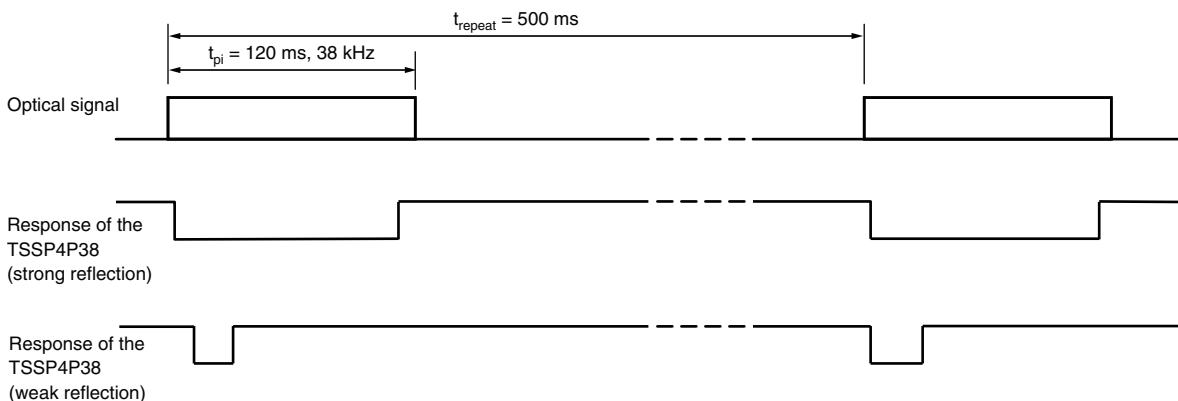 t_repeat = 500 ms
t_pi = 120 ms, 38 kHz
Optical signal
Response of the
TSSP4P38
(strong reflection)
Response of the
TSSP4P38
(weak reflection)